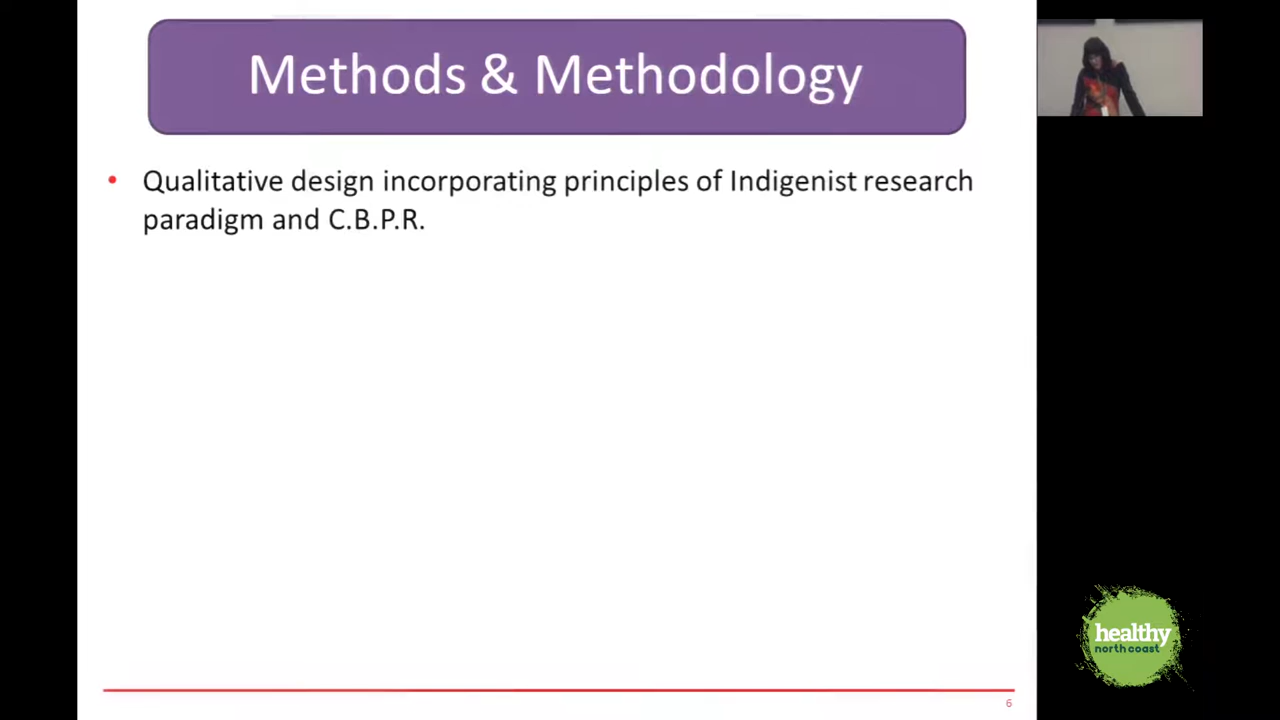 Methods & Methodology
• Qualitative design incorporating principles of Indigenist research
paradigm and C.B.P.R.
healthy
north coast
6